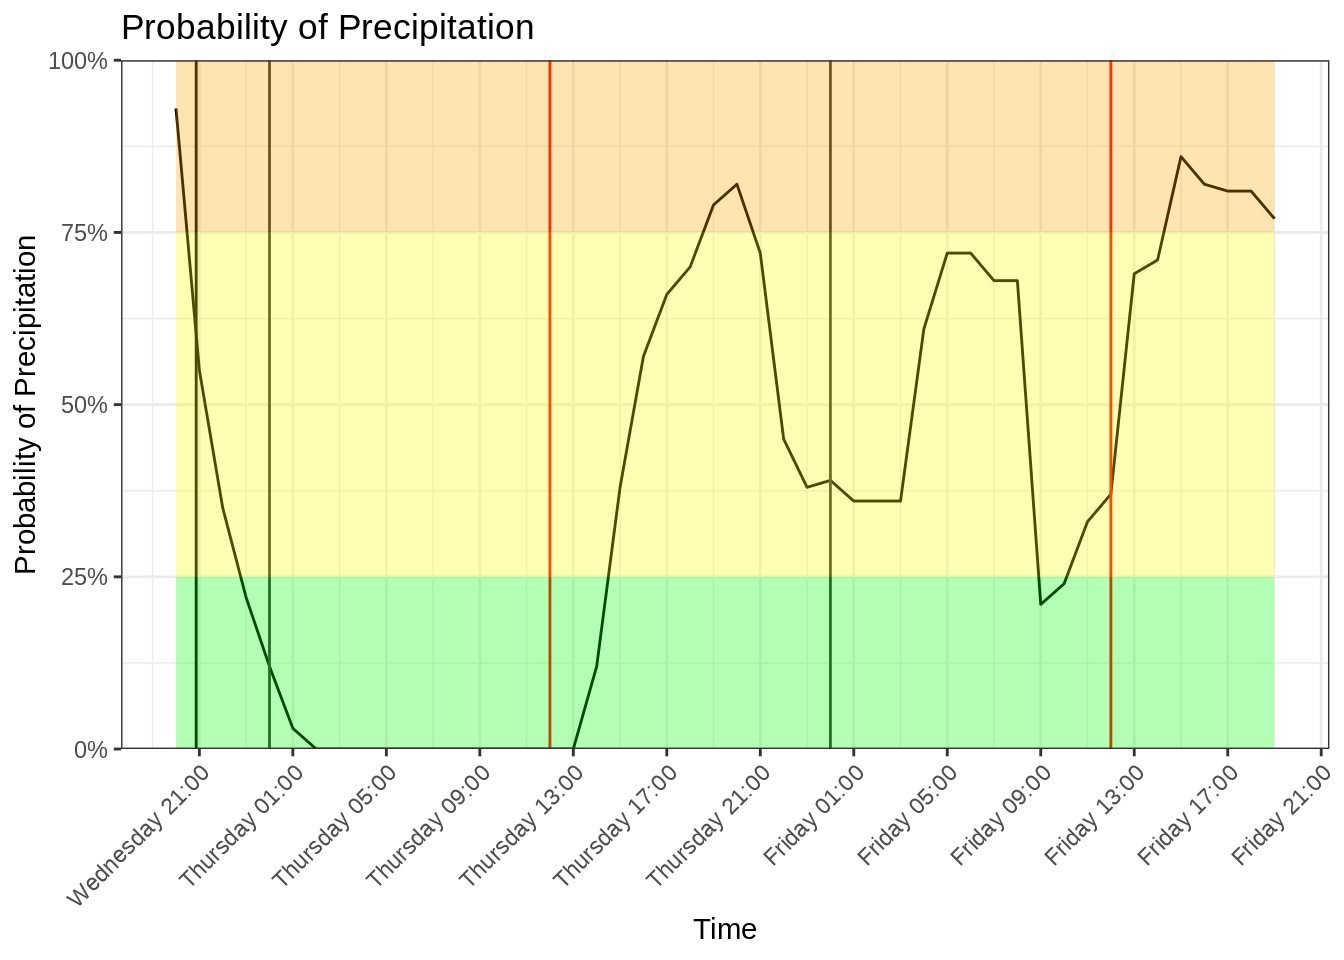 Probability of Precipitation
100%
75%
50%
25%
0%
Probability of Precipitation
Wednesday 21:00
Thursday 01:00
Thursday 05:00
Thursday 09:00
Thursday 13:00
Thursday 17:00
Thursday 21:00
Friday 01:00
Friday 05:00
Friday 09:00
Friday 13:00
Friday 17:00
Friday 21:00
Time